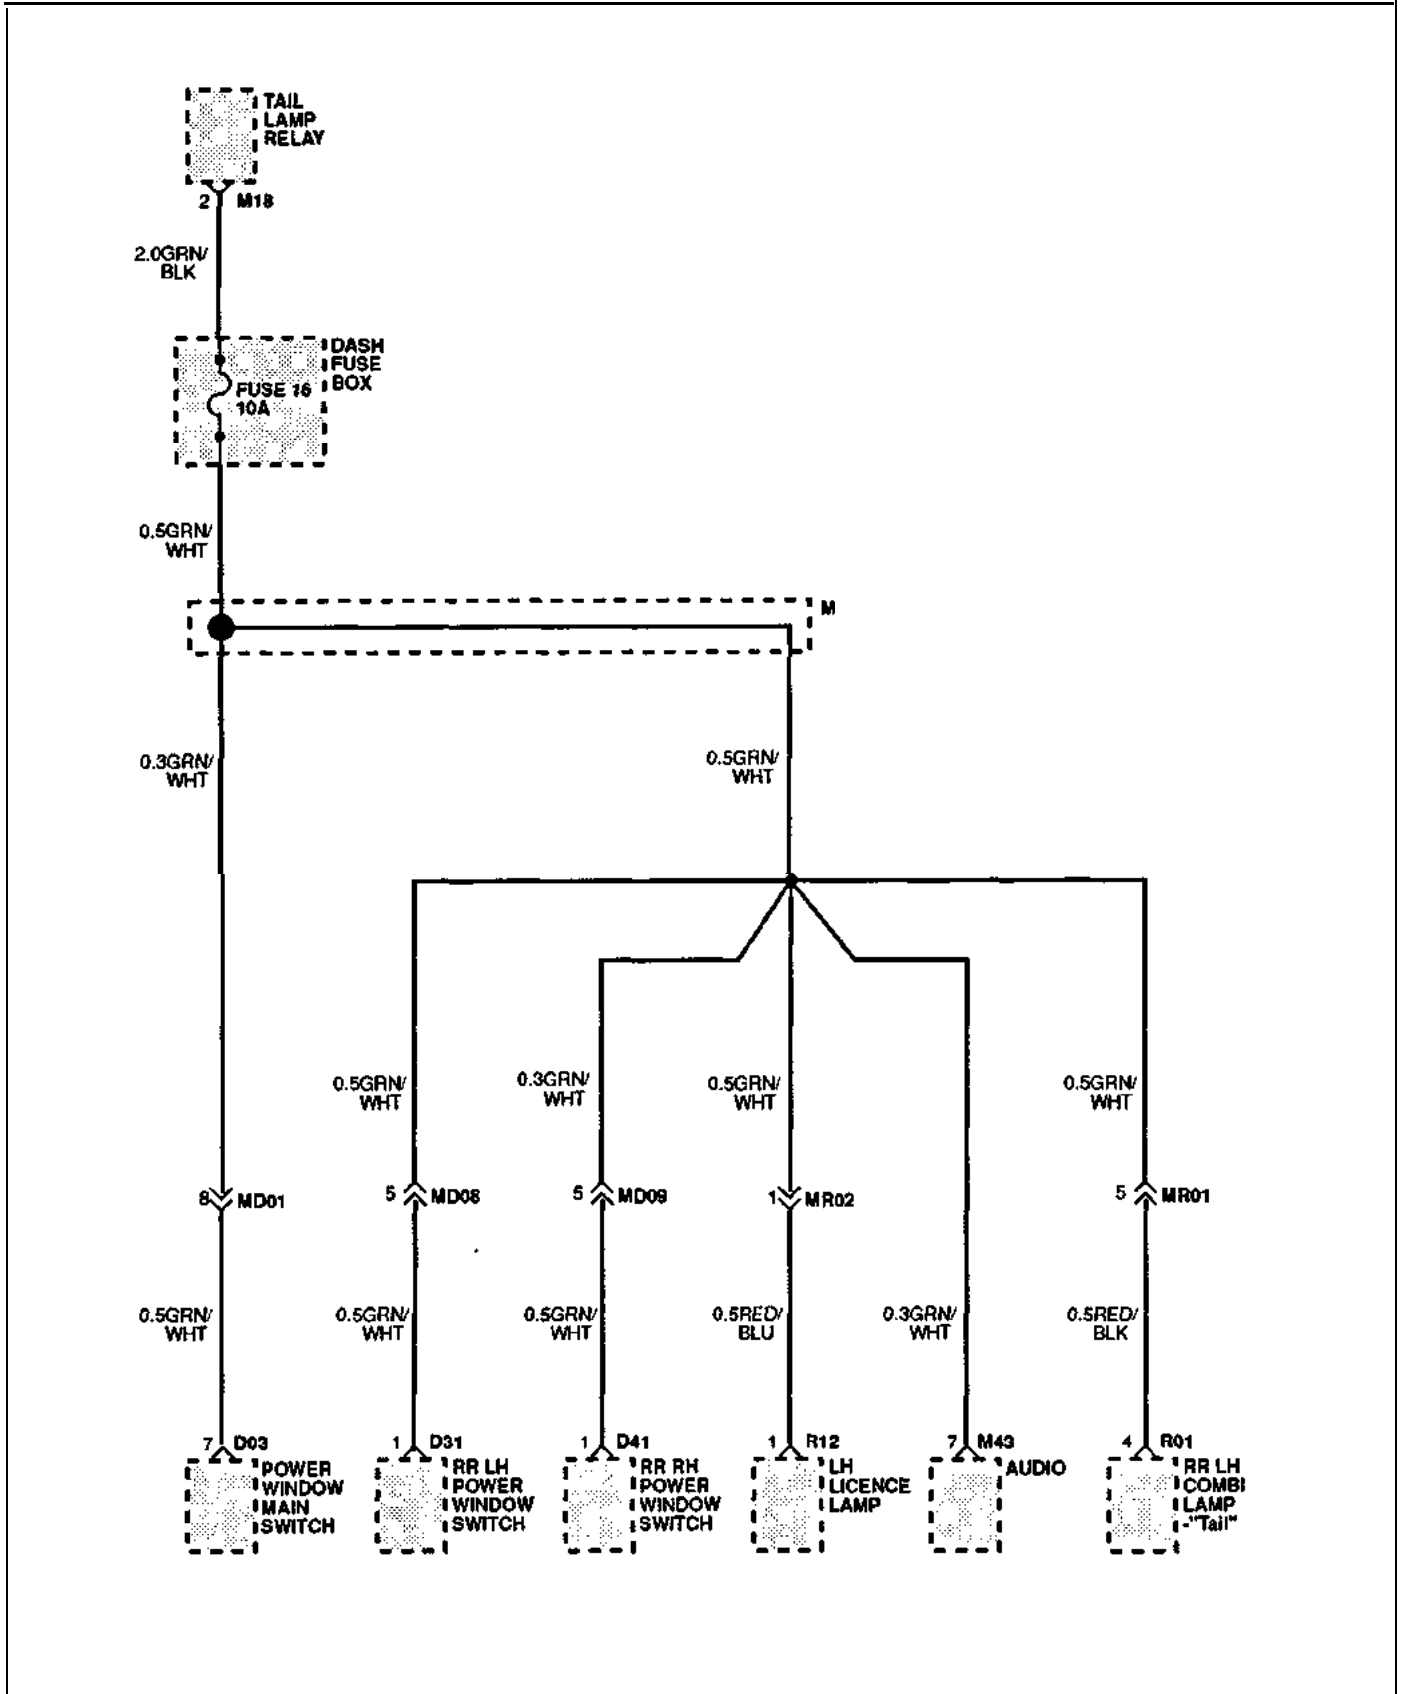 TAIL
LAMP
RELAY
2 M18
2.0GRN/
BLK
DASH
FUSE
BOX
FUSE 16
10A
0.5GRN/
WHT
M
0.3GRN/
WHT
0.5GRN/
WHT
0.5GRN/
WHT
0.3GRN/
WHT
0.5GRN/
WHT
0.5GRN/
WHT
8 MD01
5 MD08
5 MD09
1 MR02
5 MR01
0.5GRN/
WHT
0.5GRN/
WHT
0.5GRN/
WHT
0.5RED/
BLU
0.3GRN/
WHT
0.5RED/
BLK
7 D03
POWER
WINDOW
MAIN
SWITCH
1 D31
RR LH
POWER
WINDOW
SWITCH
1 D41
RR RH
POWER
WINDOW
SWITCH
1 R12
LH
LICENCE
LAMP
7 M43
AUDIO
4 R01
RR LH
COMBI
LAMP
-"Tail"